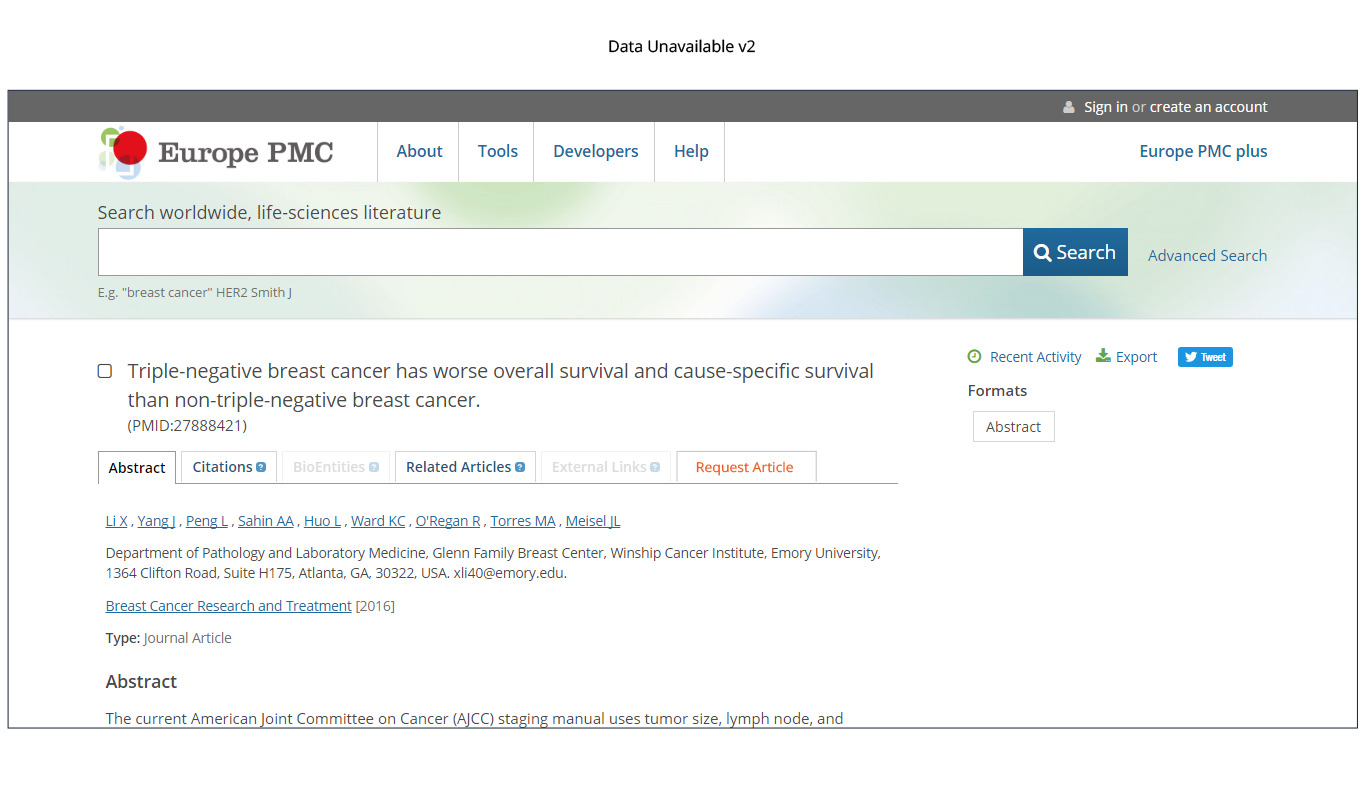 Data Unavailable v2
Sign in or create an account
Europe PMC
About
Tools
Developers
Help
Europe PMC plus
Search worldwide, life-sciences literature
Search
Advanced Search
E.g. "breast cancer" HER2 Smith J
Triple-negative breast cancer has worse overall survival and cause-specific survival
than non-triple-negative breast cancer.
(PMID:27888421)
Recent Activity
Export
Tweet
Formats
Abstract
Abstract
Citations ?
BioEntities ?
Related Articles ?
External Links ?
Request Article
Li X , Yang J , Peng L , Sahin AA , Huo L , Ward KC , O'Regan R , Torres MA , Meisel JL
Department of Pathology and Laboratory Medicine, Glenn Family Breast Center, Winship Cancer Institute, Emory University,
1364 Clifton Road, Suite H175, Atlanta, GA, 30322, USA. xli40@emory.edu.
Breast Cancer Research and Treatment [2016]
Type: Journal Article
Abstract
The current American Joint Committee on Cancer (AJCC) staging manual uses tumor size, lymph node, and